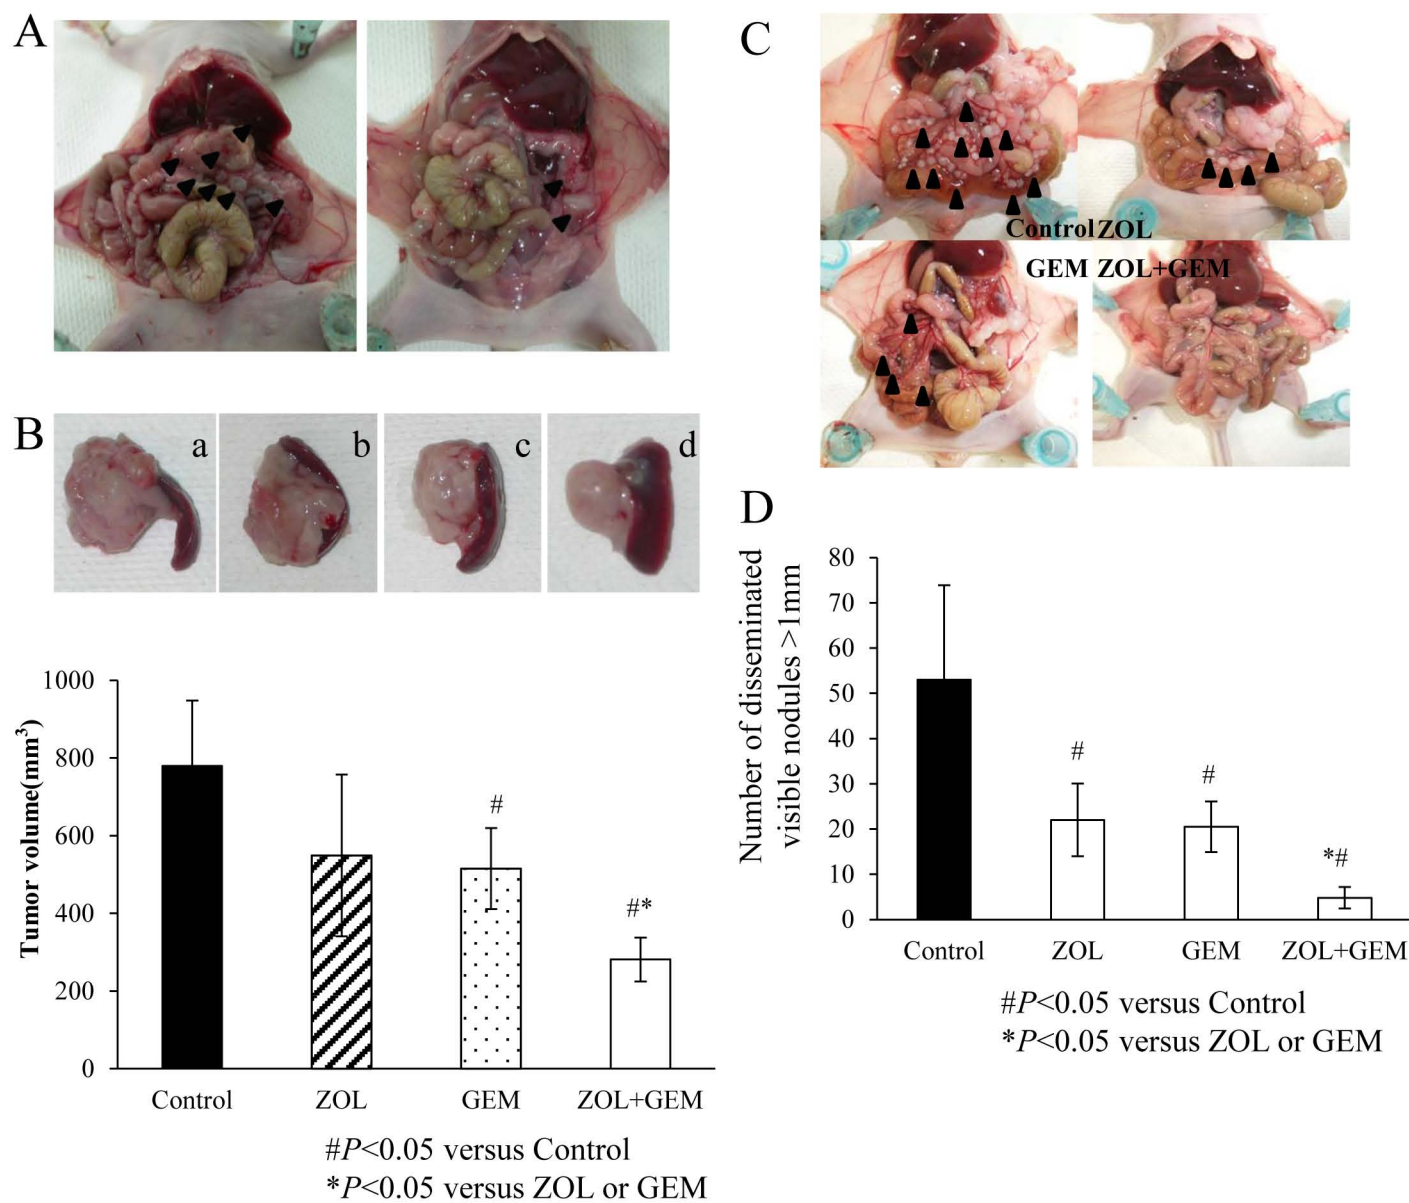 A
C
Control ZOL
GEM ZOL+GEM
B
a
b
c
d
Tumor volume(mm³)
1000
800
600
400
200
0
#
#*
Control
ZOL
GEM
ZOL+GEM
#P<0.05 versus Control
*P<0.05 versus ZOL or GEM
D
Number of disseminated
visible nodules >1mm
80
70
60
50
40
30
20
10
0
#
#
*#
Control
ZOL
GEM
ZOL+GEM
#P<0.05 versus Control
*P<0.05 versus ZOL or GEM